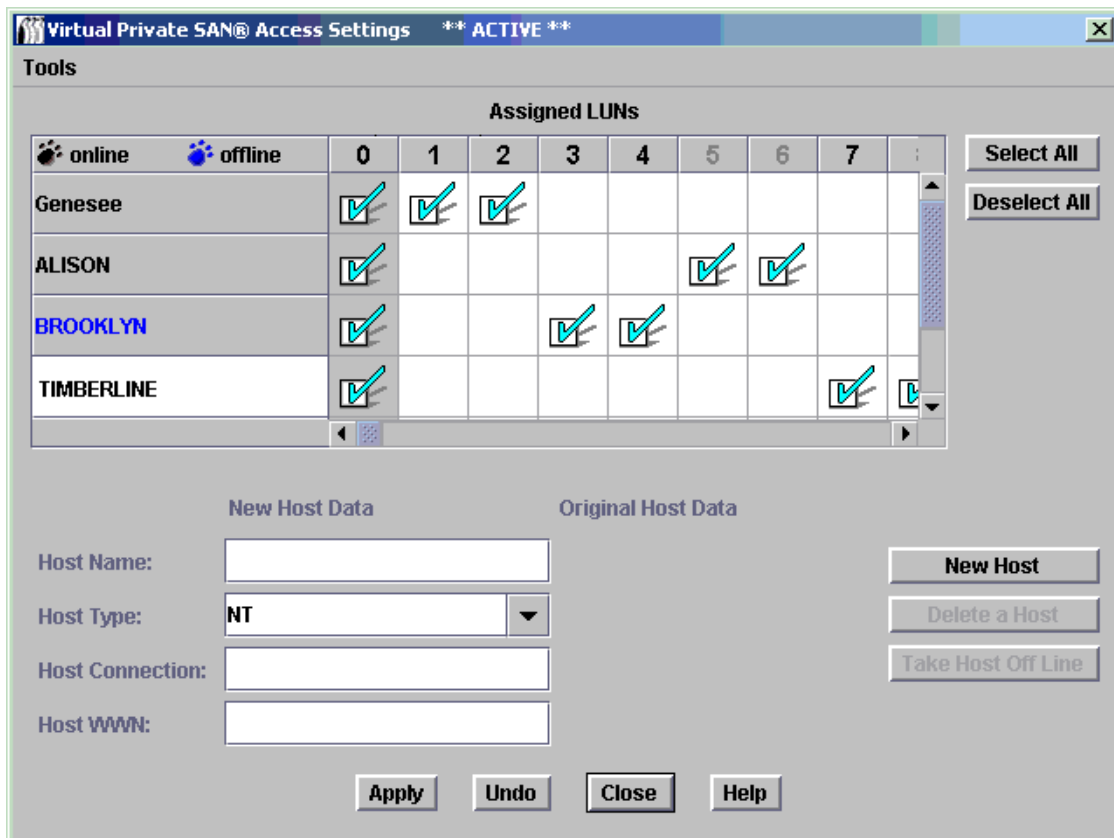 Virtual Private SAN® Access Settings ** ACTIVE **
Tools
Assigned LUNs
online offline 0 1 2 3 4 5 6 7
Select All
Genesee
Deselect All
ALISON
BROOKLYN
TIMBERLINE
New Host Data Original Host Data
Host Name:
New Host
Host Type: NT
Delete a Host
Host Connection:
Take Host Off Line
Host WWN:
Apply Undo Close Help